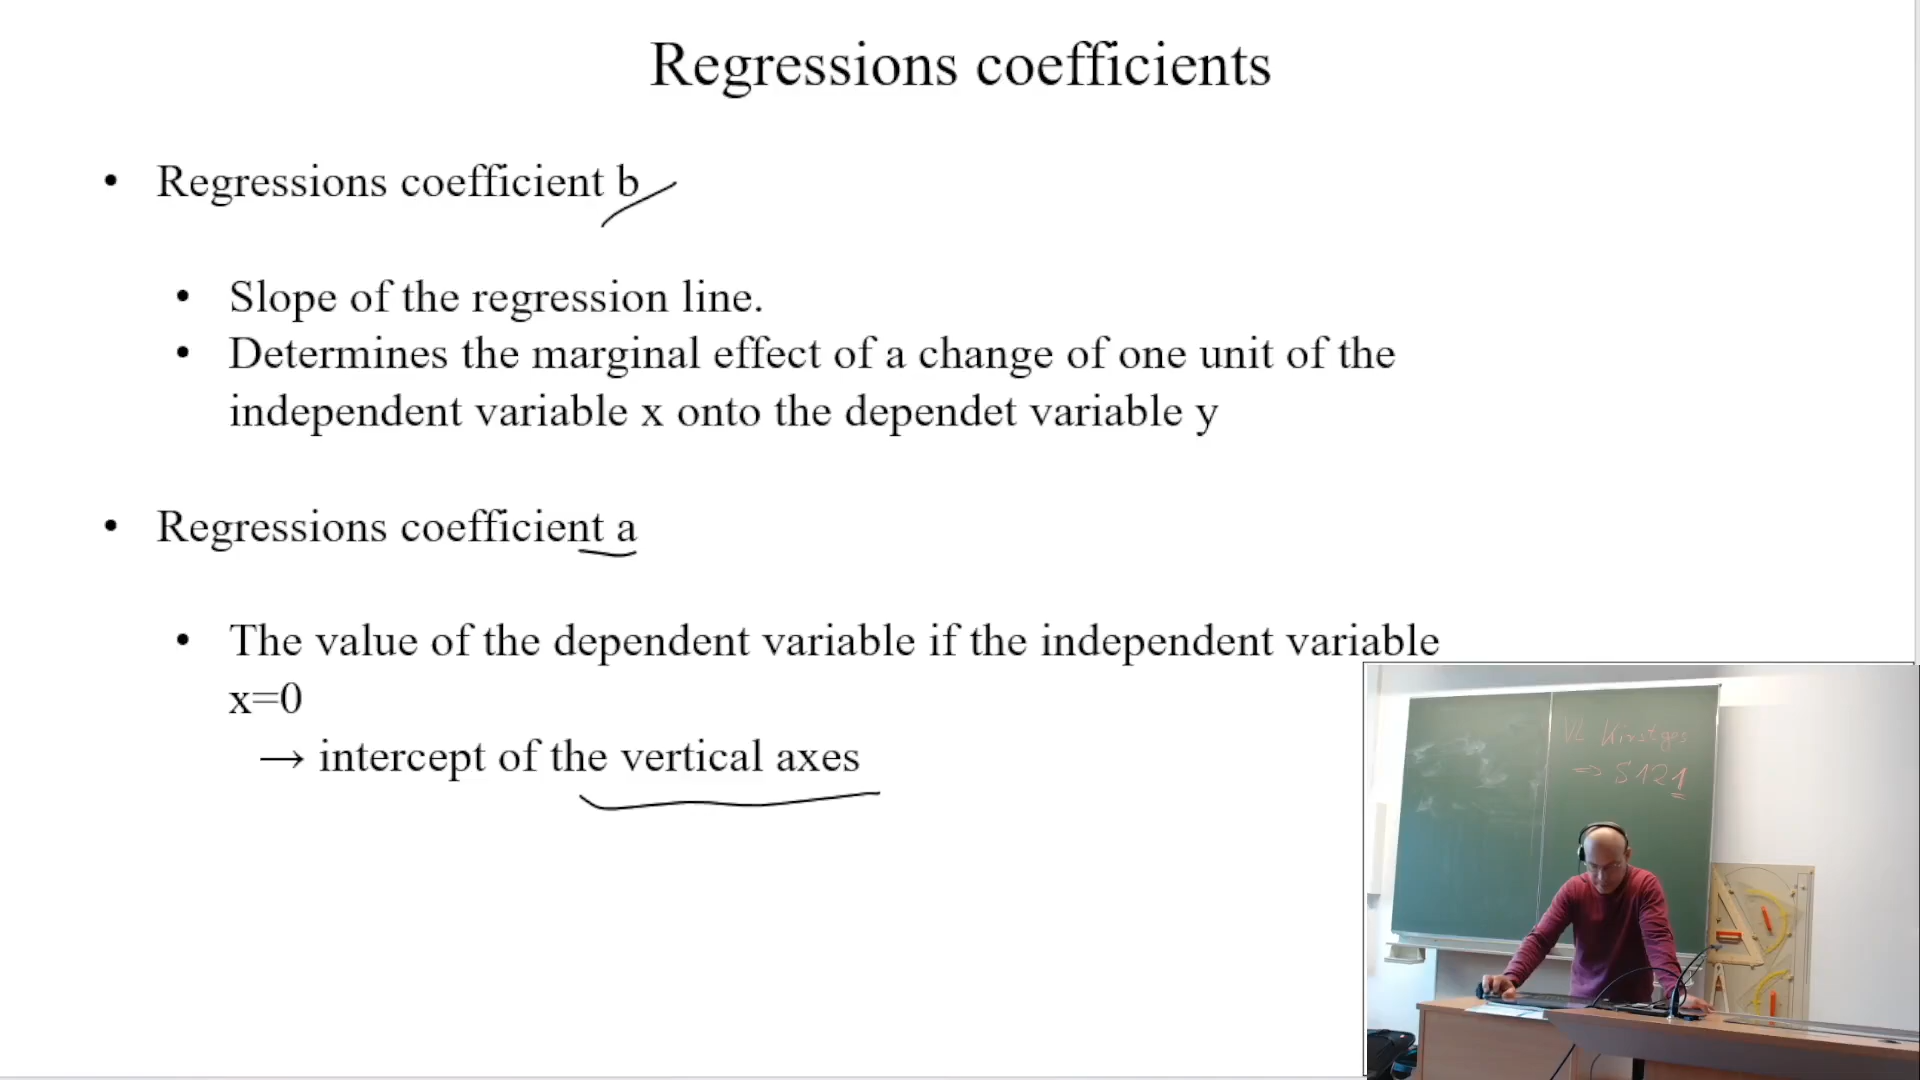 Regressions coefficients
• Regressions coefficient b
• Slope of the regression line.
• Determines the marginal effect of a change of one unit of the
independent variable x onto the dependet variable y
• Regressions coefficient a
• The value of the dependent variable if the independent variable
x=0
→ intercept of the vertical axes
VL Kirstges
⇒ S121